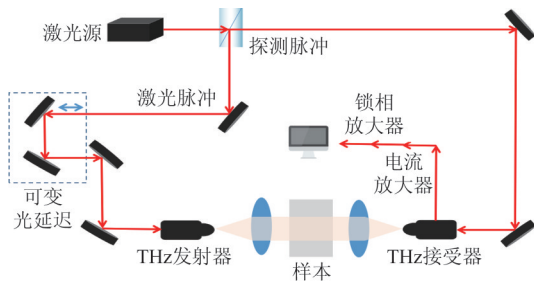 激光源
探测脉冲
激光脉冲
锁相
放大器
电流
放大器
可变
光延迟
THz发射器
样本
THz接受器